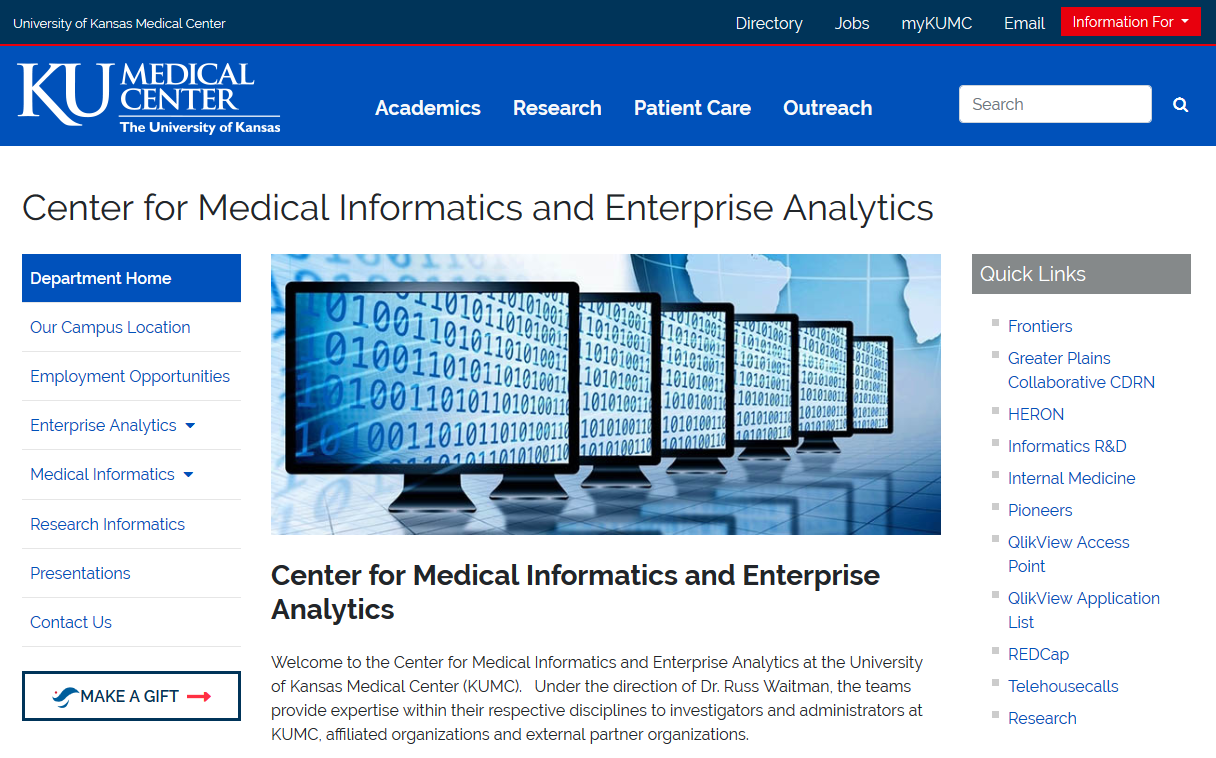 University of Kansas Medical Center
Directory Jobs myKUMC Email Information For
KU MEDICAL CENTER
The University of Kansas
Academics Research Patient Care Outreach
Search
Center for Medical Informatics and Enterprise Analytics
Department Home
Our Campus Location
Employment Opportunities
Enterprise Analytics
Medical Informatics
Research Informatics
Presentations
Contact Us
MAKE A GIFT
Center for Medical Informatics and Enterprise
Analytics
Welcome to the Center for Medical Informatics and Enterprise Analytics at the University
of Kansas Medical Center (KUMC). Under the direction of Dr. Russ Waitman, the teams
provide expertise within their respective disciplines to investigators and administrators at
KUMC, affiliated organizations and external partner organizations.
Quick Links
Frontiers
Greater Plains
Collaborative CDRN
HERON
Informatics R&D
Internal Medicine
Pioneers
QlikView Access
Point
QlikView Application
List
REDCap
Telehousecalls
Research